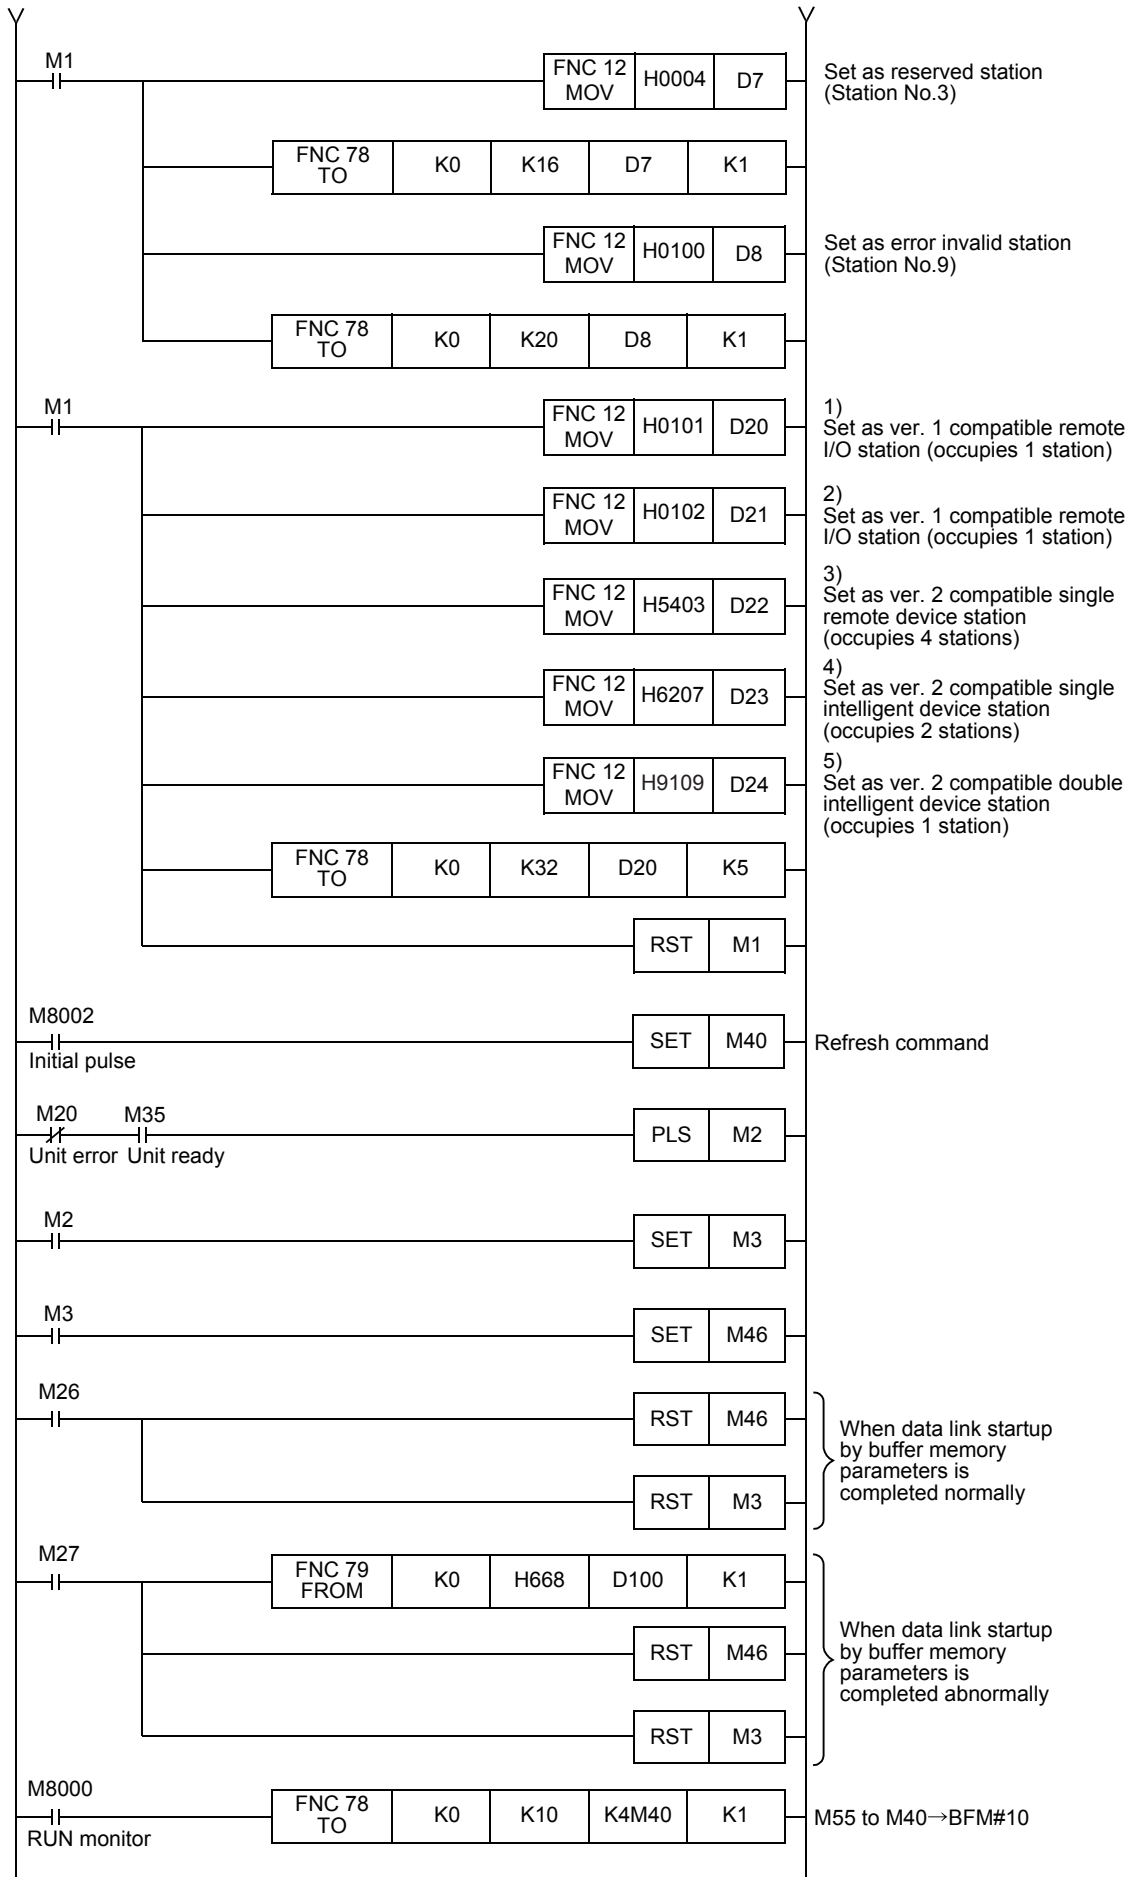 M1
FNC 12
MOV
H0004
D7
Set as reserved station
(Station No.3)
FNC 78
TO
K0
K16
D7
K1
FNC 12
MOV
H0100
D8
Set as error invalid station
(Station No.9)
FNC 78
TO
K0
K20
D8
K1
M1
FNC 12
MOV
H0101
D20
1)
Set as ver. 1 compatible remote
I/O station (occupies 1 station)
FNC 12
MOV
H0102
D21
2)
Set as ver. 1 compatible remote
I/O station (occupies 1 station)
FNC 12
MOV
H5403
D22
3)
Set as ver. 2 compatible single
remote device station
(occupies 4 stations)
FNC 12
MOV
H6207
D23
4)
Set as ver. 2 compatible single
intelligent device station
(occupies 2 stations)
FNC 12
MOV
H9109
D24
5)
Set as ver. 2 compatible double
intelligent device station
(occupies 1 station)
FNC 78
TO
K0
K32
D20
K5
RST
M1
M8002
Initial pulse
SET
M40
Refresh command
M20
Unit error
M35
Unit ready
PLS
M2
M2
SET
M3
M3
SET
M46
M26
RST
M46
RST
M3
When data link startup
by buffer memory
parameters is
completed normally
M27
FNC 79
FROM
K0
H668
D100
K1
RST
M46
RST
M3
When data link startup
by buffer memory
parameters is
completed abnormally
M8000
RUN monitor
FNC 78
TO
K0
K10
K4M40
K1
M55 to M40→BFM#10